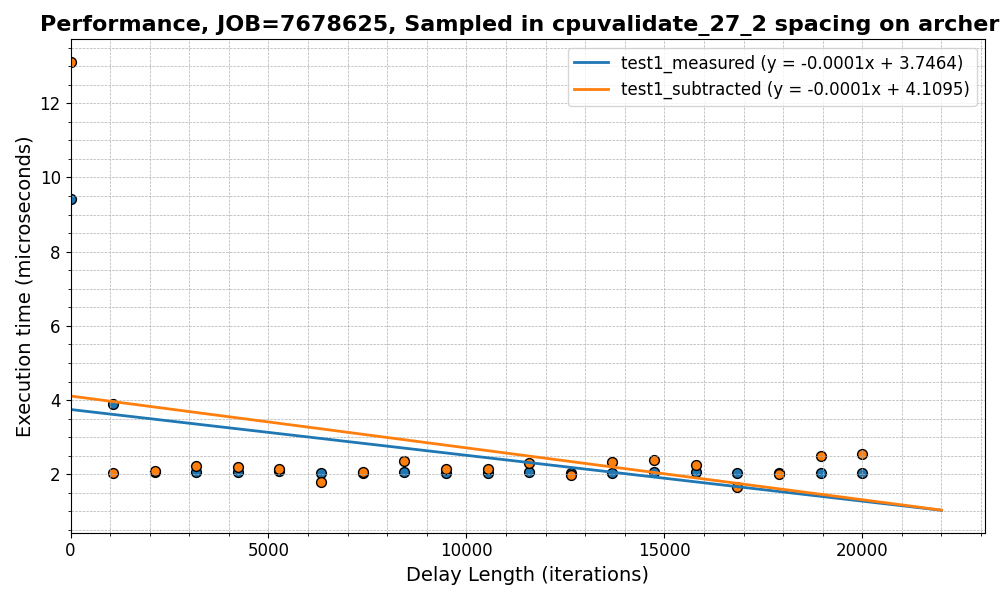 Performance, JOB=7678625, Sampled in cpuvalidate_27_2 spacing on archer
test1_measured (y = -0.0001x + 3.7464)
test1_subtracted (y = -0.0001x + 4.1095)
Execution time (microseconds)
12
10
8
6
4
2
0 5000 10000 15000 20000
Delay Length (iterations)